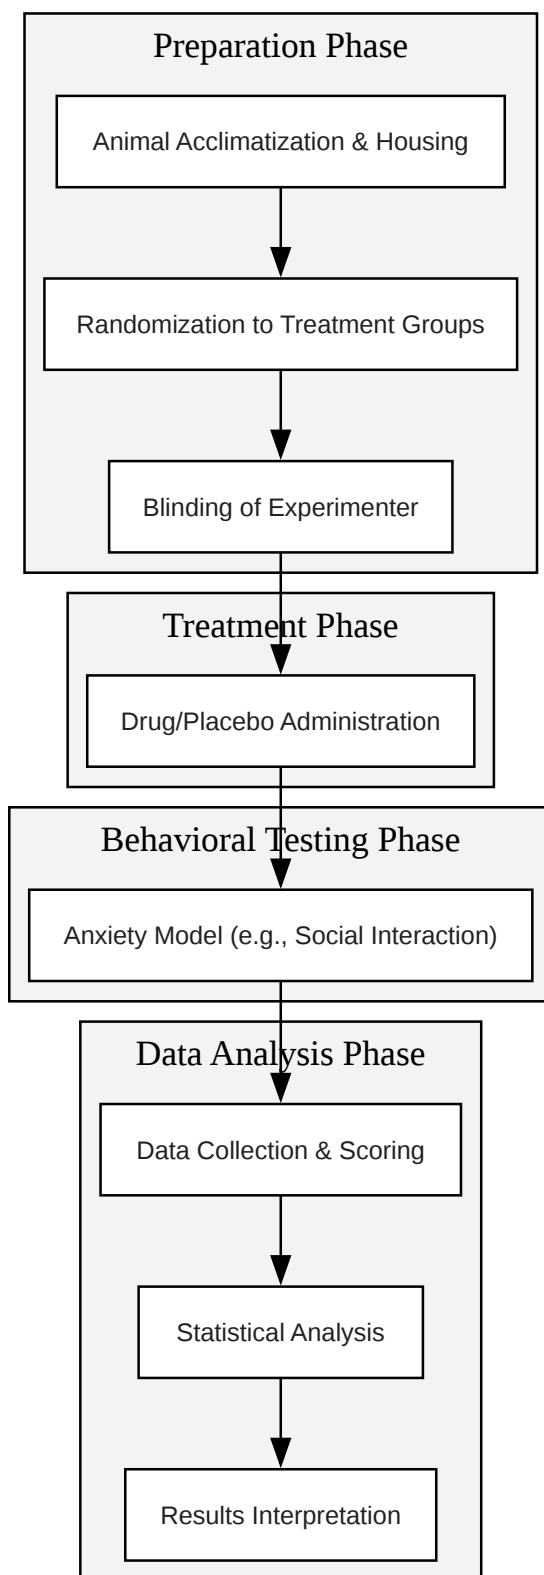 Preparation Phase
Animal Acclimatization & Housing
Randomization to Treatment Groups
Blinding of Experimenter
Treatment Phase
Drug/Placebo Administration
Behavioral Testing Phase
Anxiety Model (e.g., Social Interaction)
Data Analysis Phase
Data Collection & Scoring
Statistical Analysis
Results Interpretation